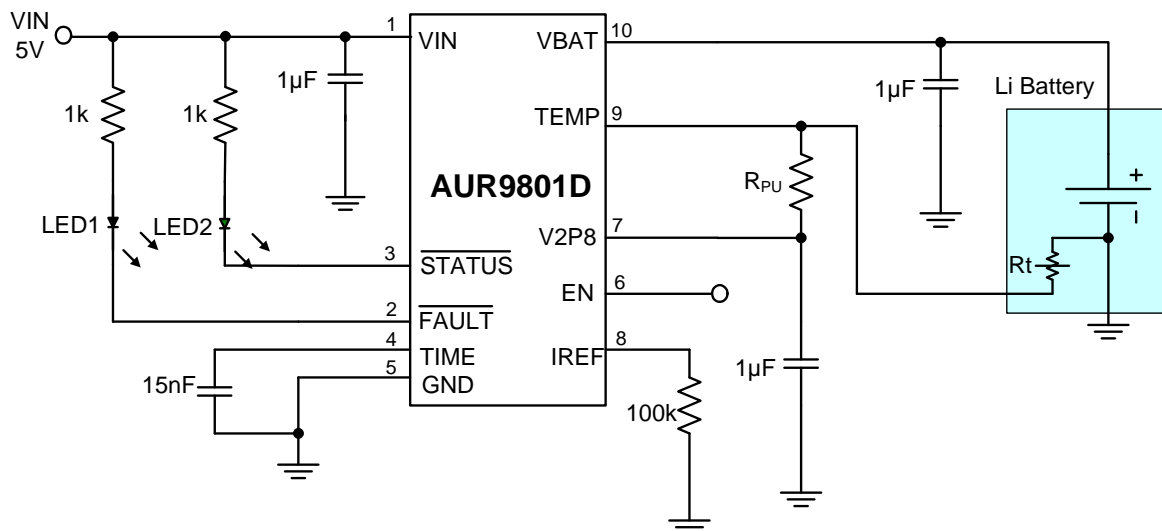 VIN
5V
1k
1k
1µF
LED1
LED2
15nF
1
VIN
3
STATUS
2
FAULT
4
TIME
5
GND
AUR9801D
VBAT
10
TEMP
9
V2P8
7
EN
6
IREF
8
RPU
100k
1µF
1µF
Li Battery
+
−
Rt